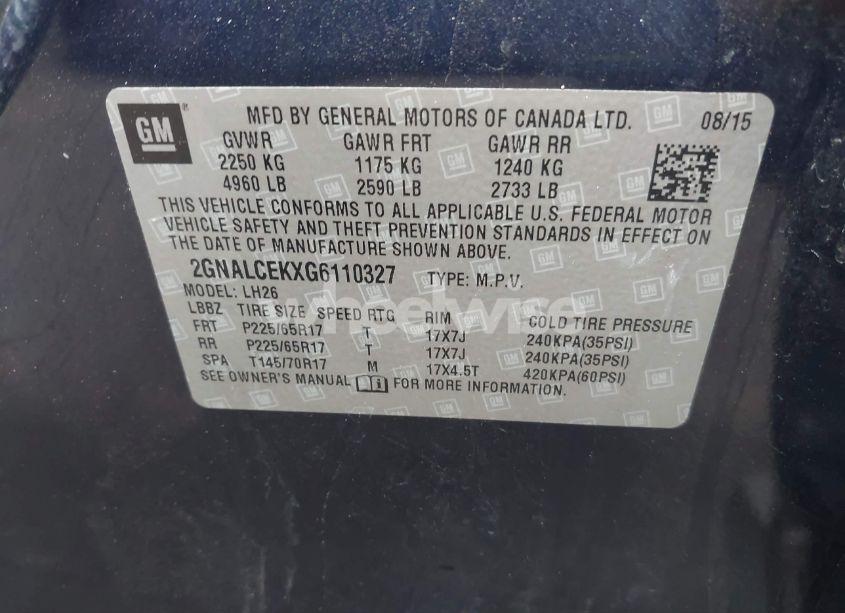 GM ® MFD BY GENERAL MOTORS OF CANADA LTD. 08/15
GVWR GAWR FRT GAWR RR
2250 KG 1175 KG 1240 KG
4960 LB 2590 LB 2733 LB
THIS VEHICLE CONFORMS TO ALL APPLICABLE U.S. FEDERAL MOTOR
VEHICLE SAFETY AND THEFT PREVENTION STANDARDS IN EFFECT ON
THE DATE OF MANUFACTURE SHOWN ABOVE.
2GNALCEKXG6110327 TYPE: M.P.V.
MODEL: LH26
wheelwise
LBBZ TIRE SIZE SPEED RTG RIM COLD TIRE PRESSURE
FRT P225/65R17 T 17X7J 240KPA(35PSI)
RR P225/65R17 T 17X7J 240KPA(35PSI)
SPA T145/70R17 M 17X4.5T 420KPA(60PSI)
SEE OWNER'S MANUAL FOR MORE INFORMATION.